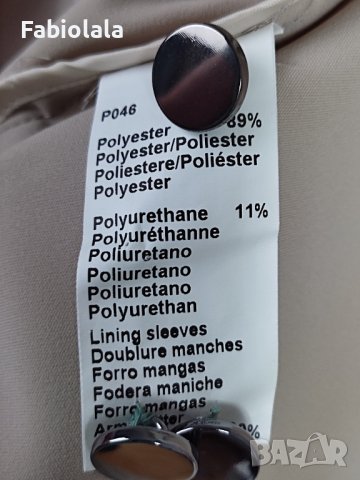 Fabiolala
P046
Polyester 89%
Polyester/Poliester
Poliestere/Poliéster
Polyester
Polyurethane 11%
Polyuréthanne
Poliuretano
Poliuretano
Poliuretano
Polyurethan
Lining sleeves
Doublure manches
Forro mangas
Fodera maniche
Forro mangas
BAZAR